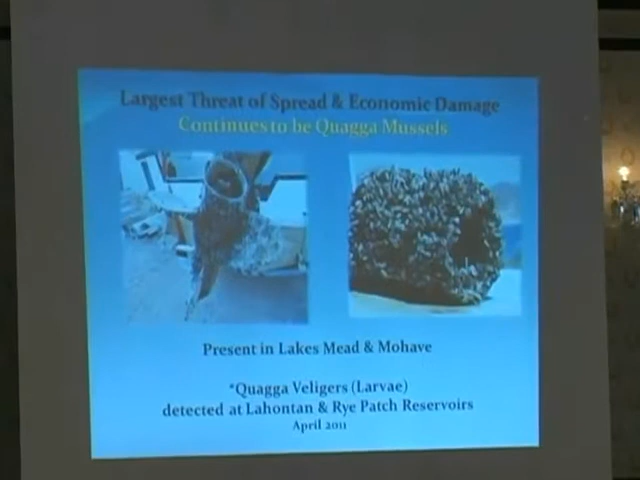 Largest Threat of Spread & Economic Damage
Continues to be Quagga Mussels
Present in Lakes Mead & Mohave
*Quagga Veligers (Larvae)
detected at Lahontan & Rye Patch Reservoirs
April 2011